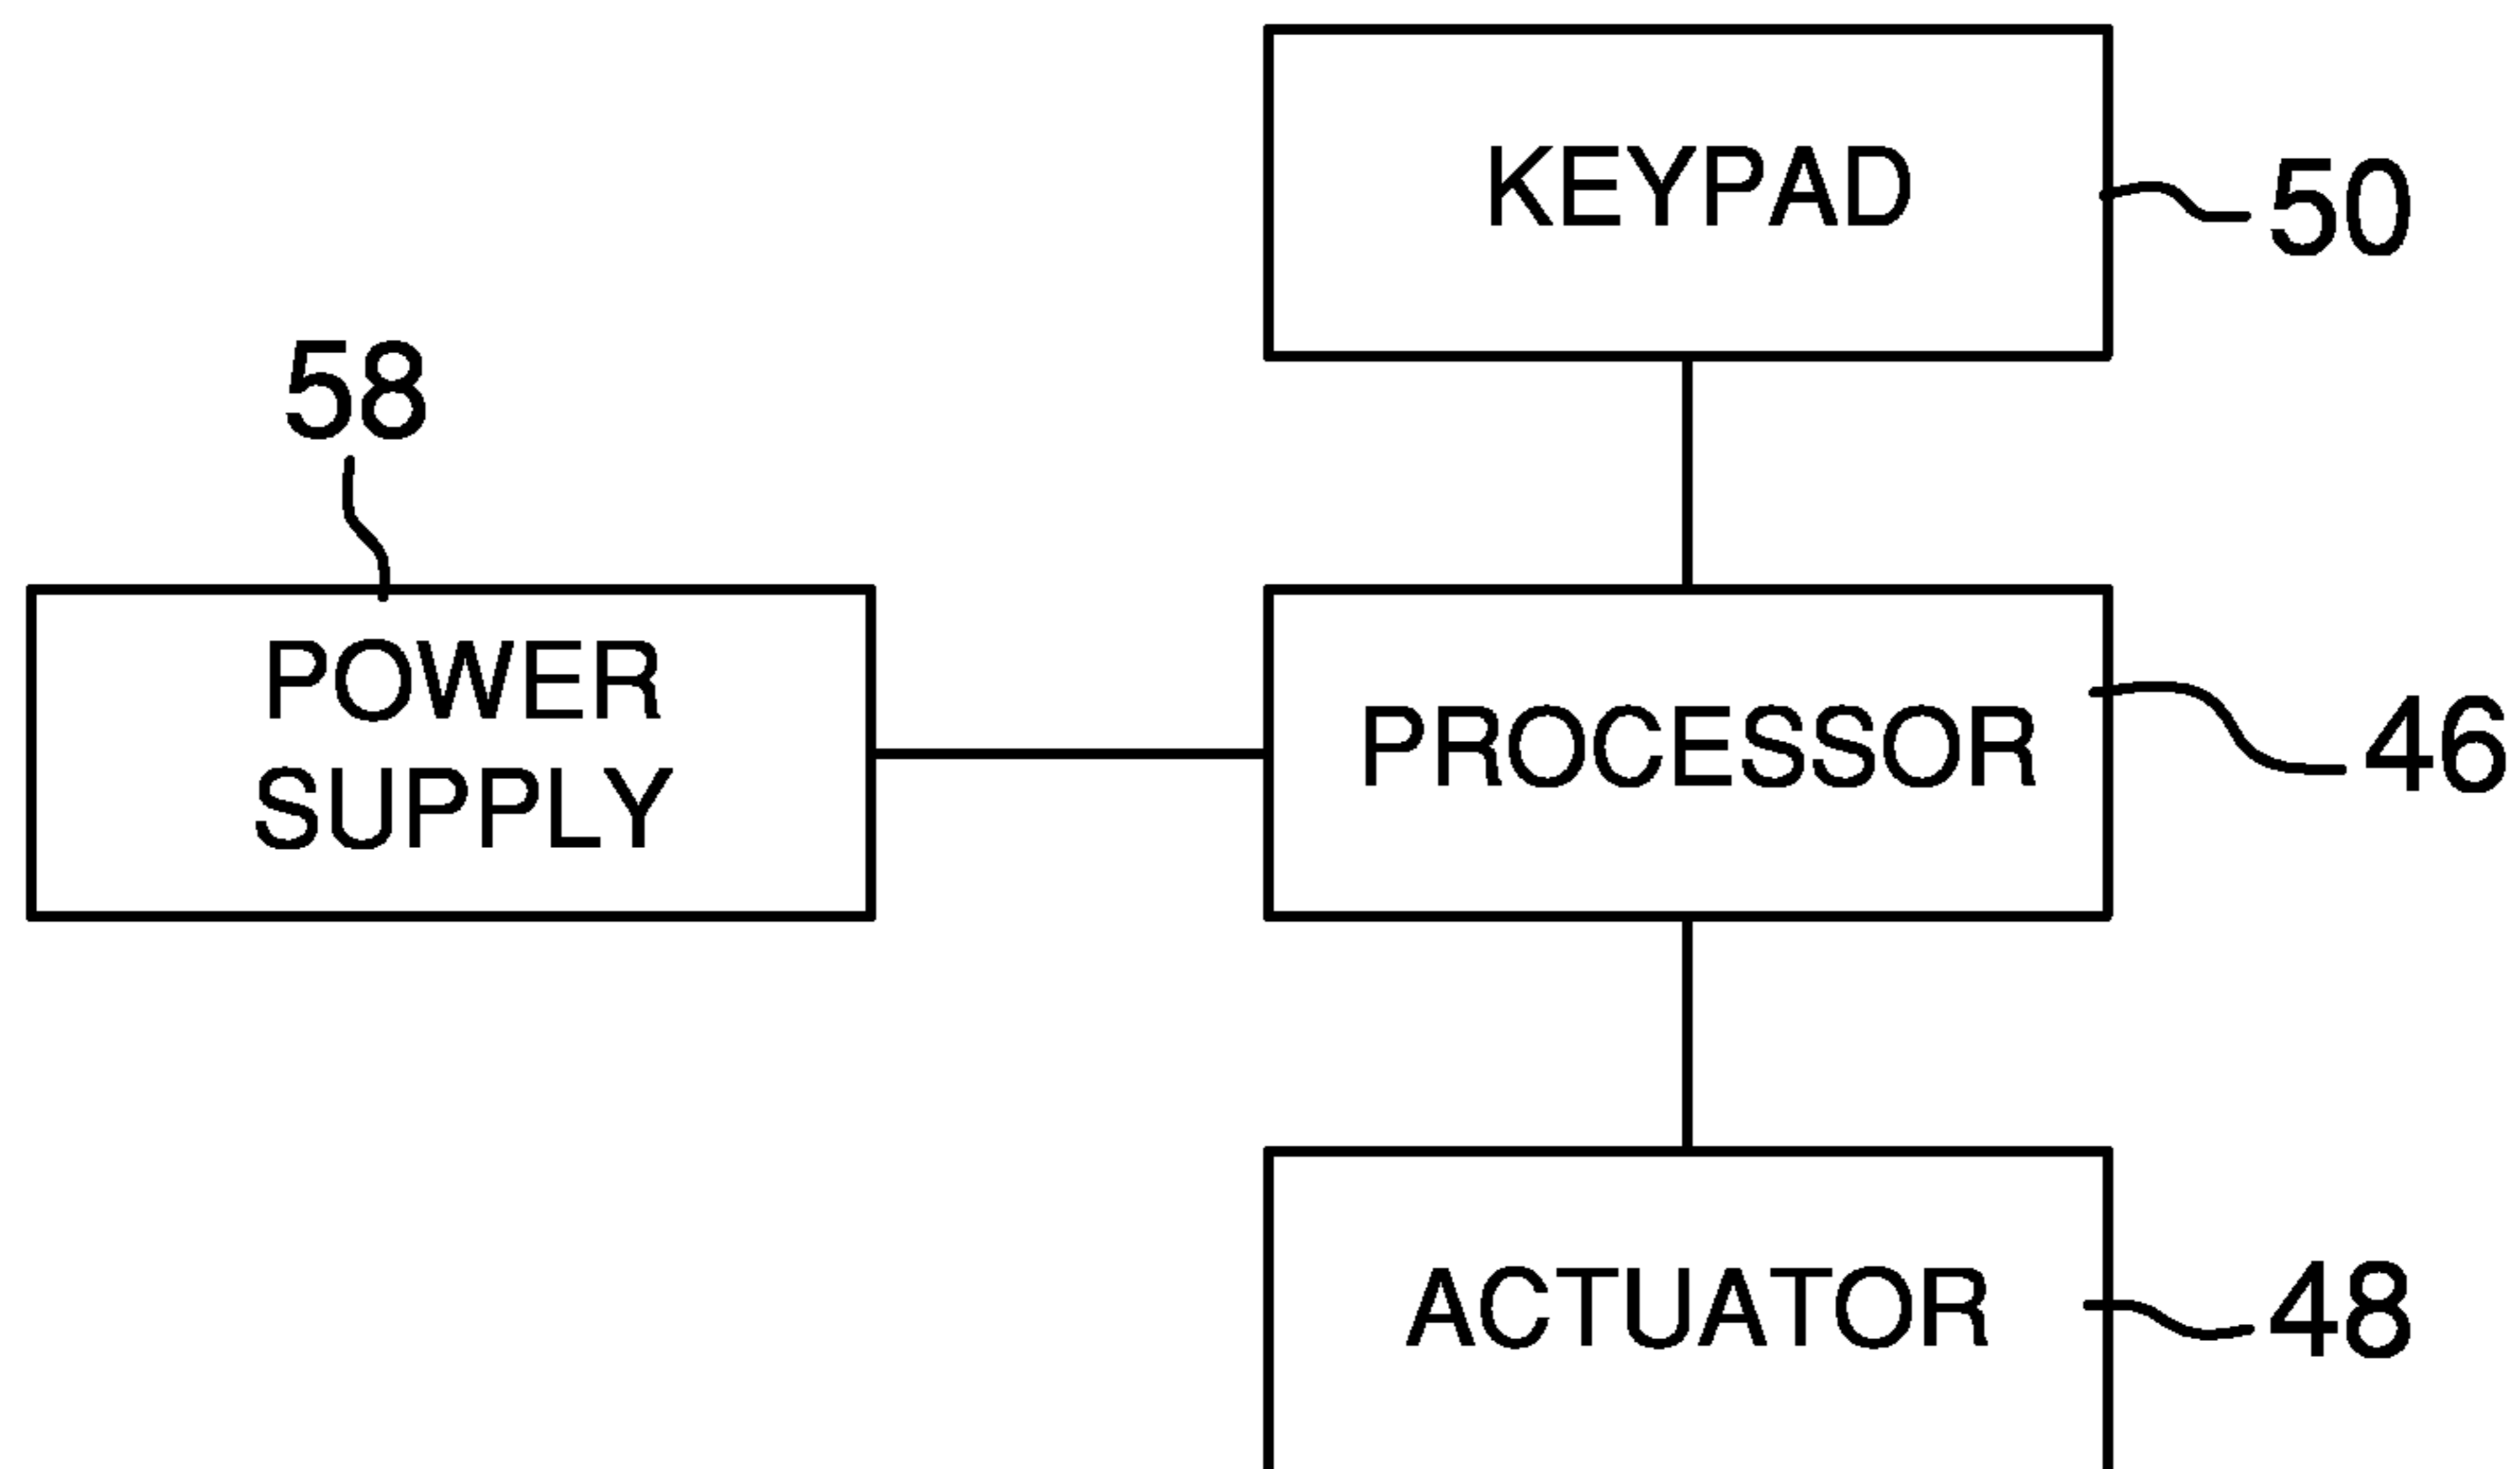 KEYPAD
50
58
POWER
SUPPLY
PROCESSOR
46
ACTUATOR
48